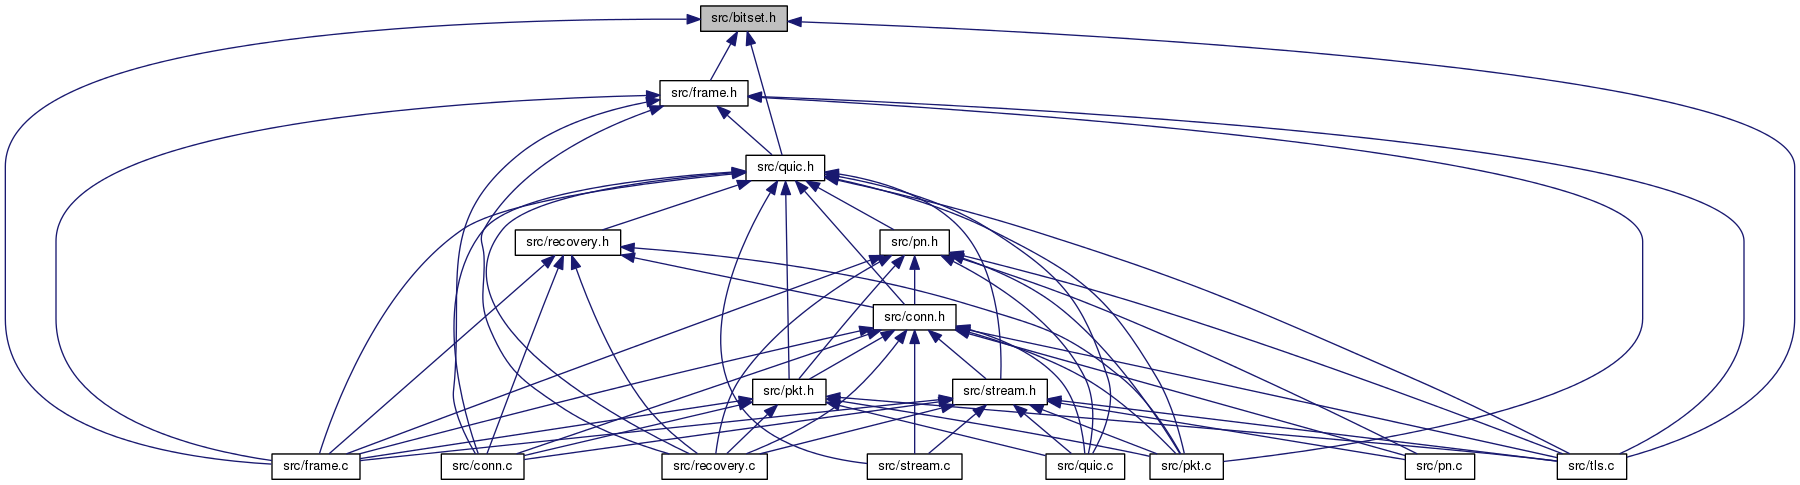 src/bitset.h
src/frame.h
src/quic.h
src/recovery.h
src/pn.h
src/conn.h
src/pkt.h
src/stream.h
src/frame.c
src/conn.c
src/recovery.c
src/stream.c
src/quic.c
src/pkt.c
src/pn.c
src/tls.c